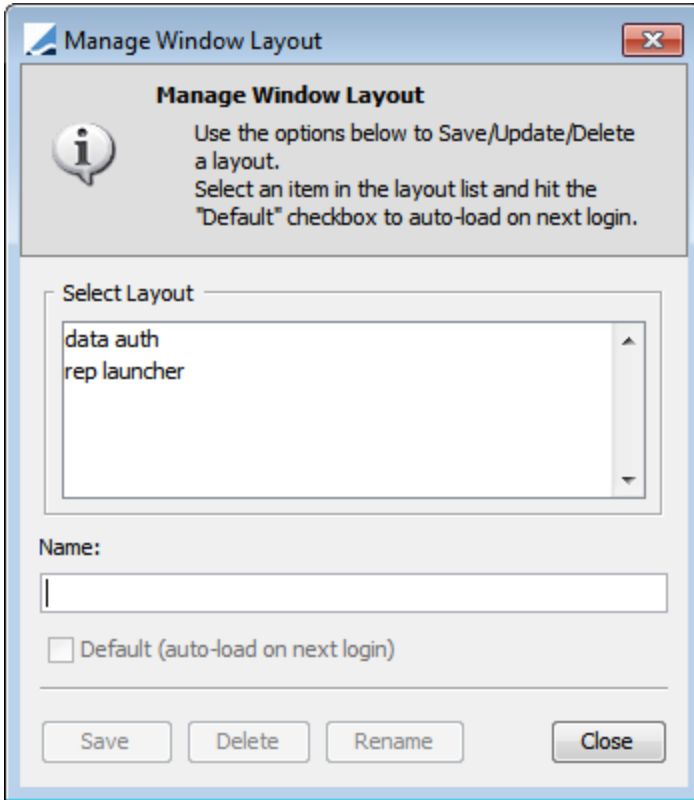 Manage Window Layout
Manage Window Layout
Use the options below to Save/Update/Delete
a layout.
Select an item in the layout list and hit the
"Default" checkbox to auto-load on next login.
Select Layout
data auth
rep launcher
Name:
Default (auto-load on next login)
Save Delete Rename Close